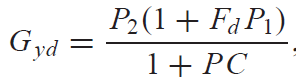 G_{yd} = \frac{P_2(1 + F_d P_1)}{1 + PC},